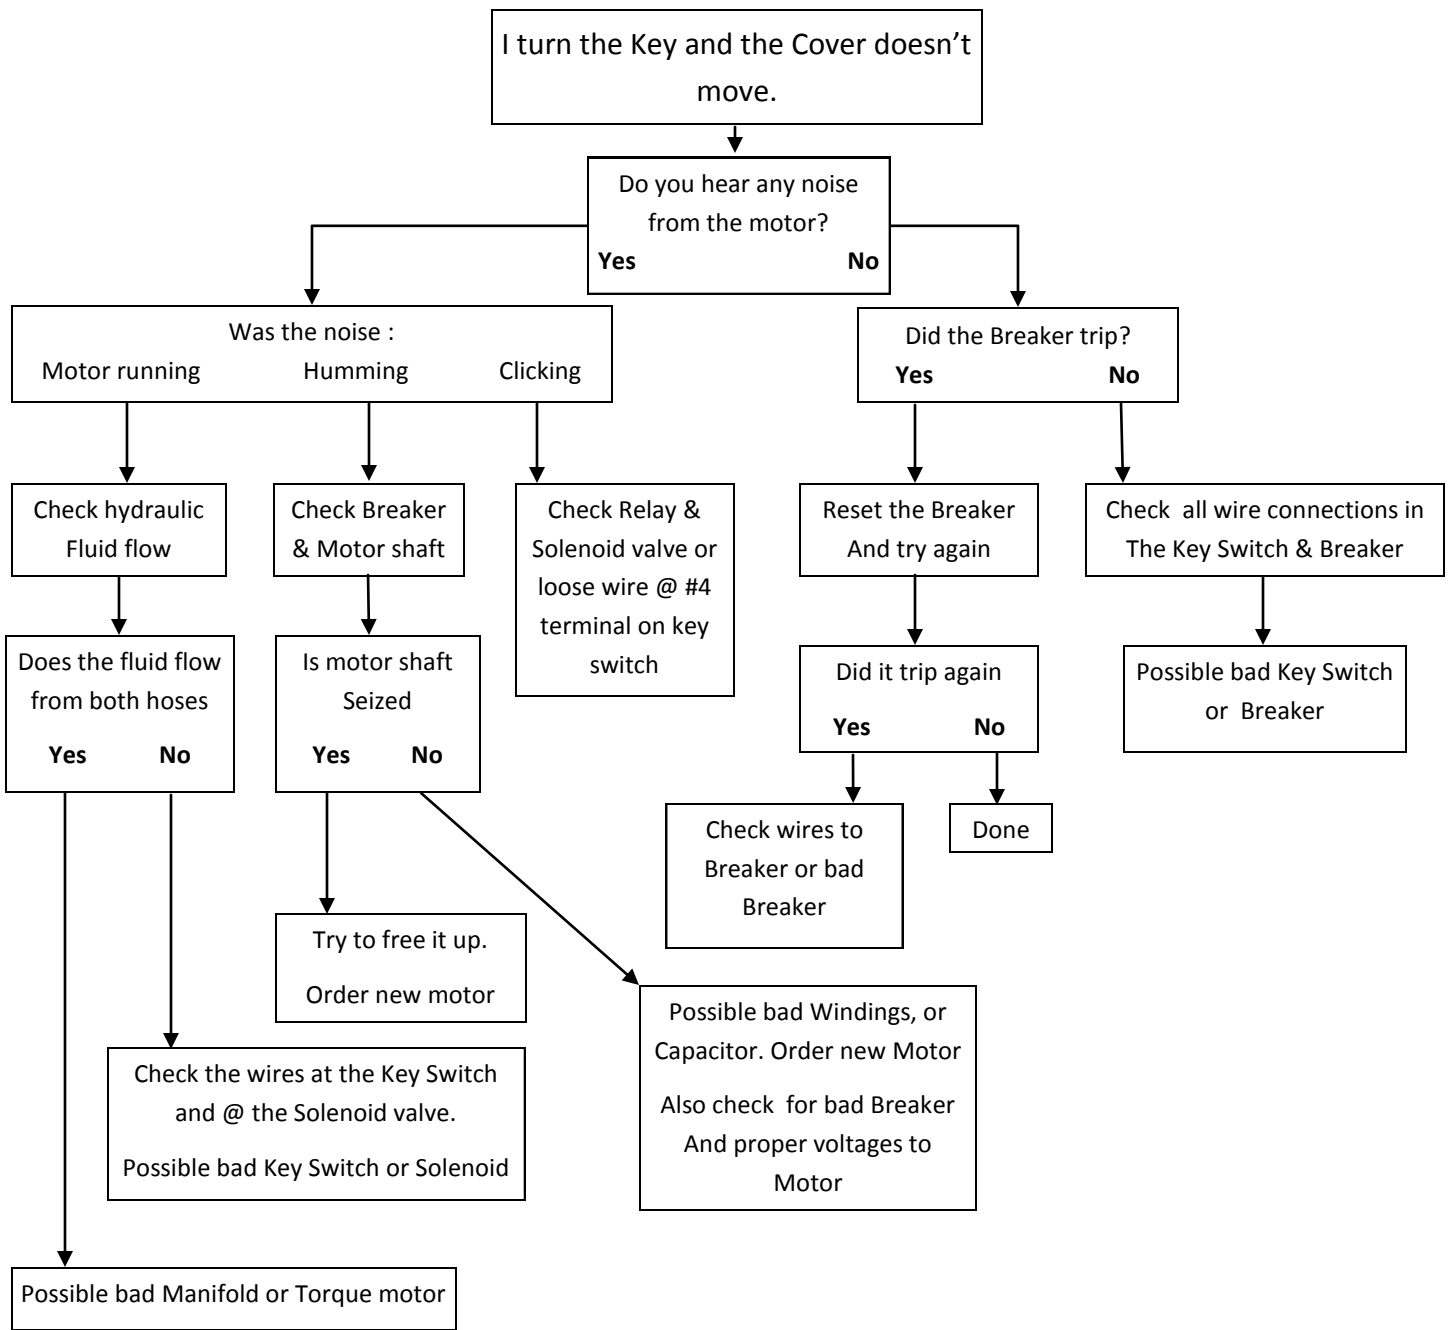 I turn the Key and the Cover doesn’t
move.
Do you hear any noise
from the motor?
Yes No
Was the noise :
Motor running Humming Clicking
Did the Breaker trip?
Yes No
Check hydraulic
Fluid flow
Check Breaker
& Motor shaft
Check Relay &
Solenoid valve or
loose wire @ #4
terminal on key
switch
Reset the Breaker
And try again
Check all wire connections in
The Key Switch & Breaker
Does the fluid flow
from both hoses
Yes No
Is motor shaft
Seized
Yes No
Did it trip again
Yes No
Possible bad Key Switch
or Breaker
Check wires to
Breaker or bad
Breaker
Done
Try to free it up.
Order new motor
Possible bad Windings, or
Capacitor. Order new Motor
Also check for bad Breaker
And proper voltages to
Motor
Check the wires at the Key Switch
and @ the Solenoid valve.
Possible bad Key Switch or Solenoid
Possible bad Manifold or Torque motor